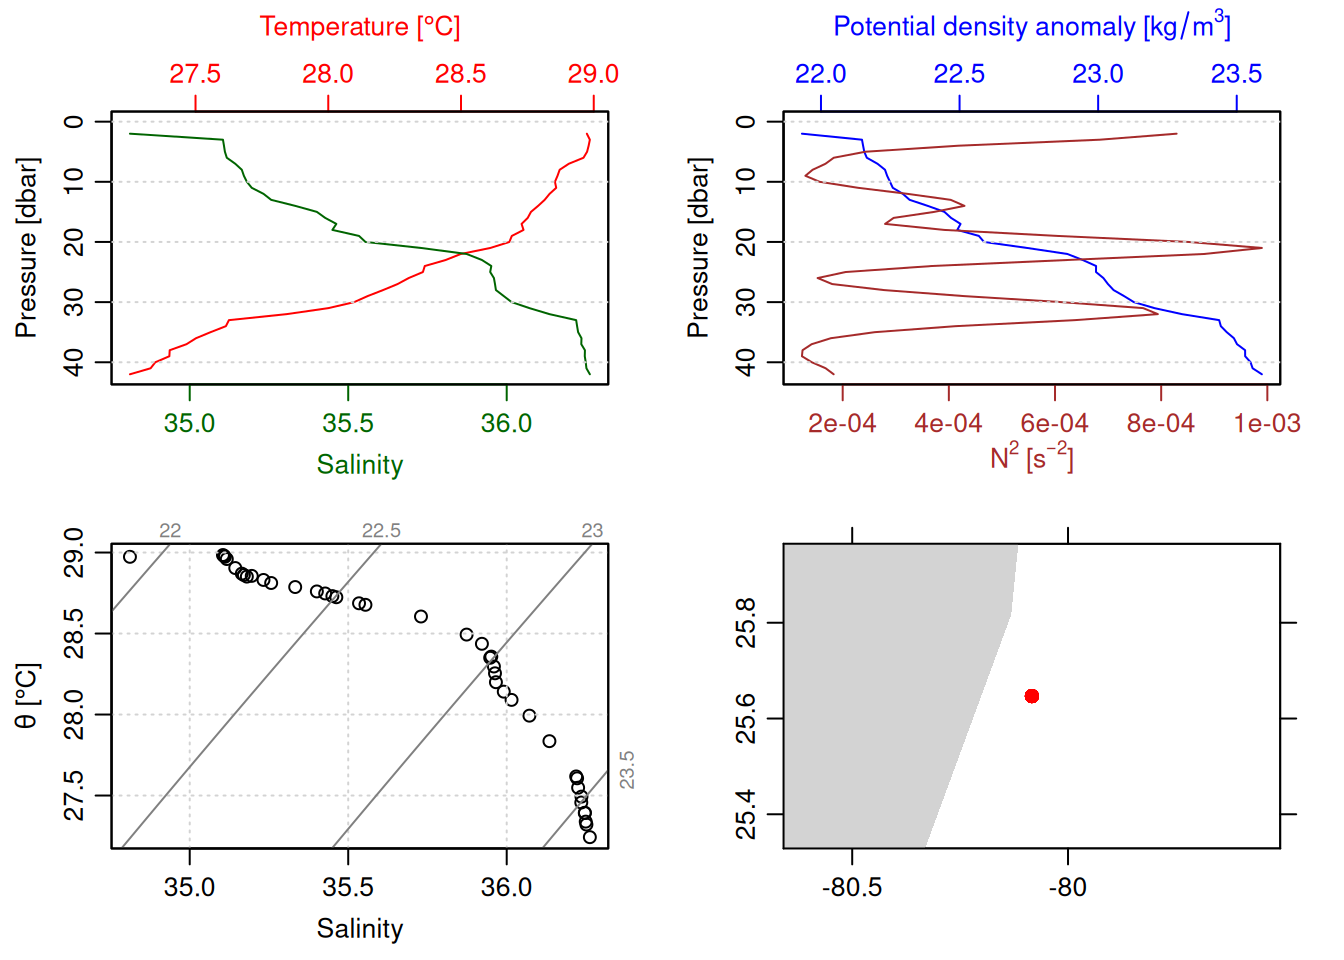 Temperature [°C]
27.5 28.0 28.5 29.0
Pressure [dbar]
0 10 20 30 40
35.0 35.5 36.0
Salinity
Potential density anomaly [kg/m³]
22.0 22.5 23.0 23.5
Pressure [dbar]
0 10 20 30 40
2e-04 4e-04 6e-04 8e-04 1e-03
N² [s⁻²]
22 22.5 23
23.5
θ [°C]
29.0 28.5 28.0 27.5
35.0 35.5 36.0
Salinity
25.8 25.6 25.4
-80.5 -80